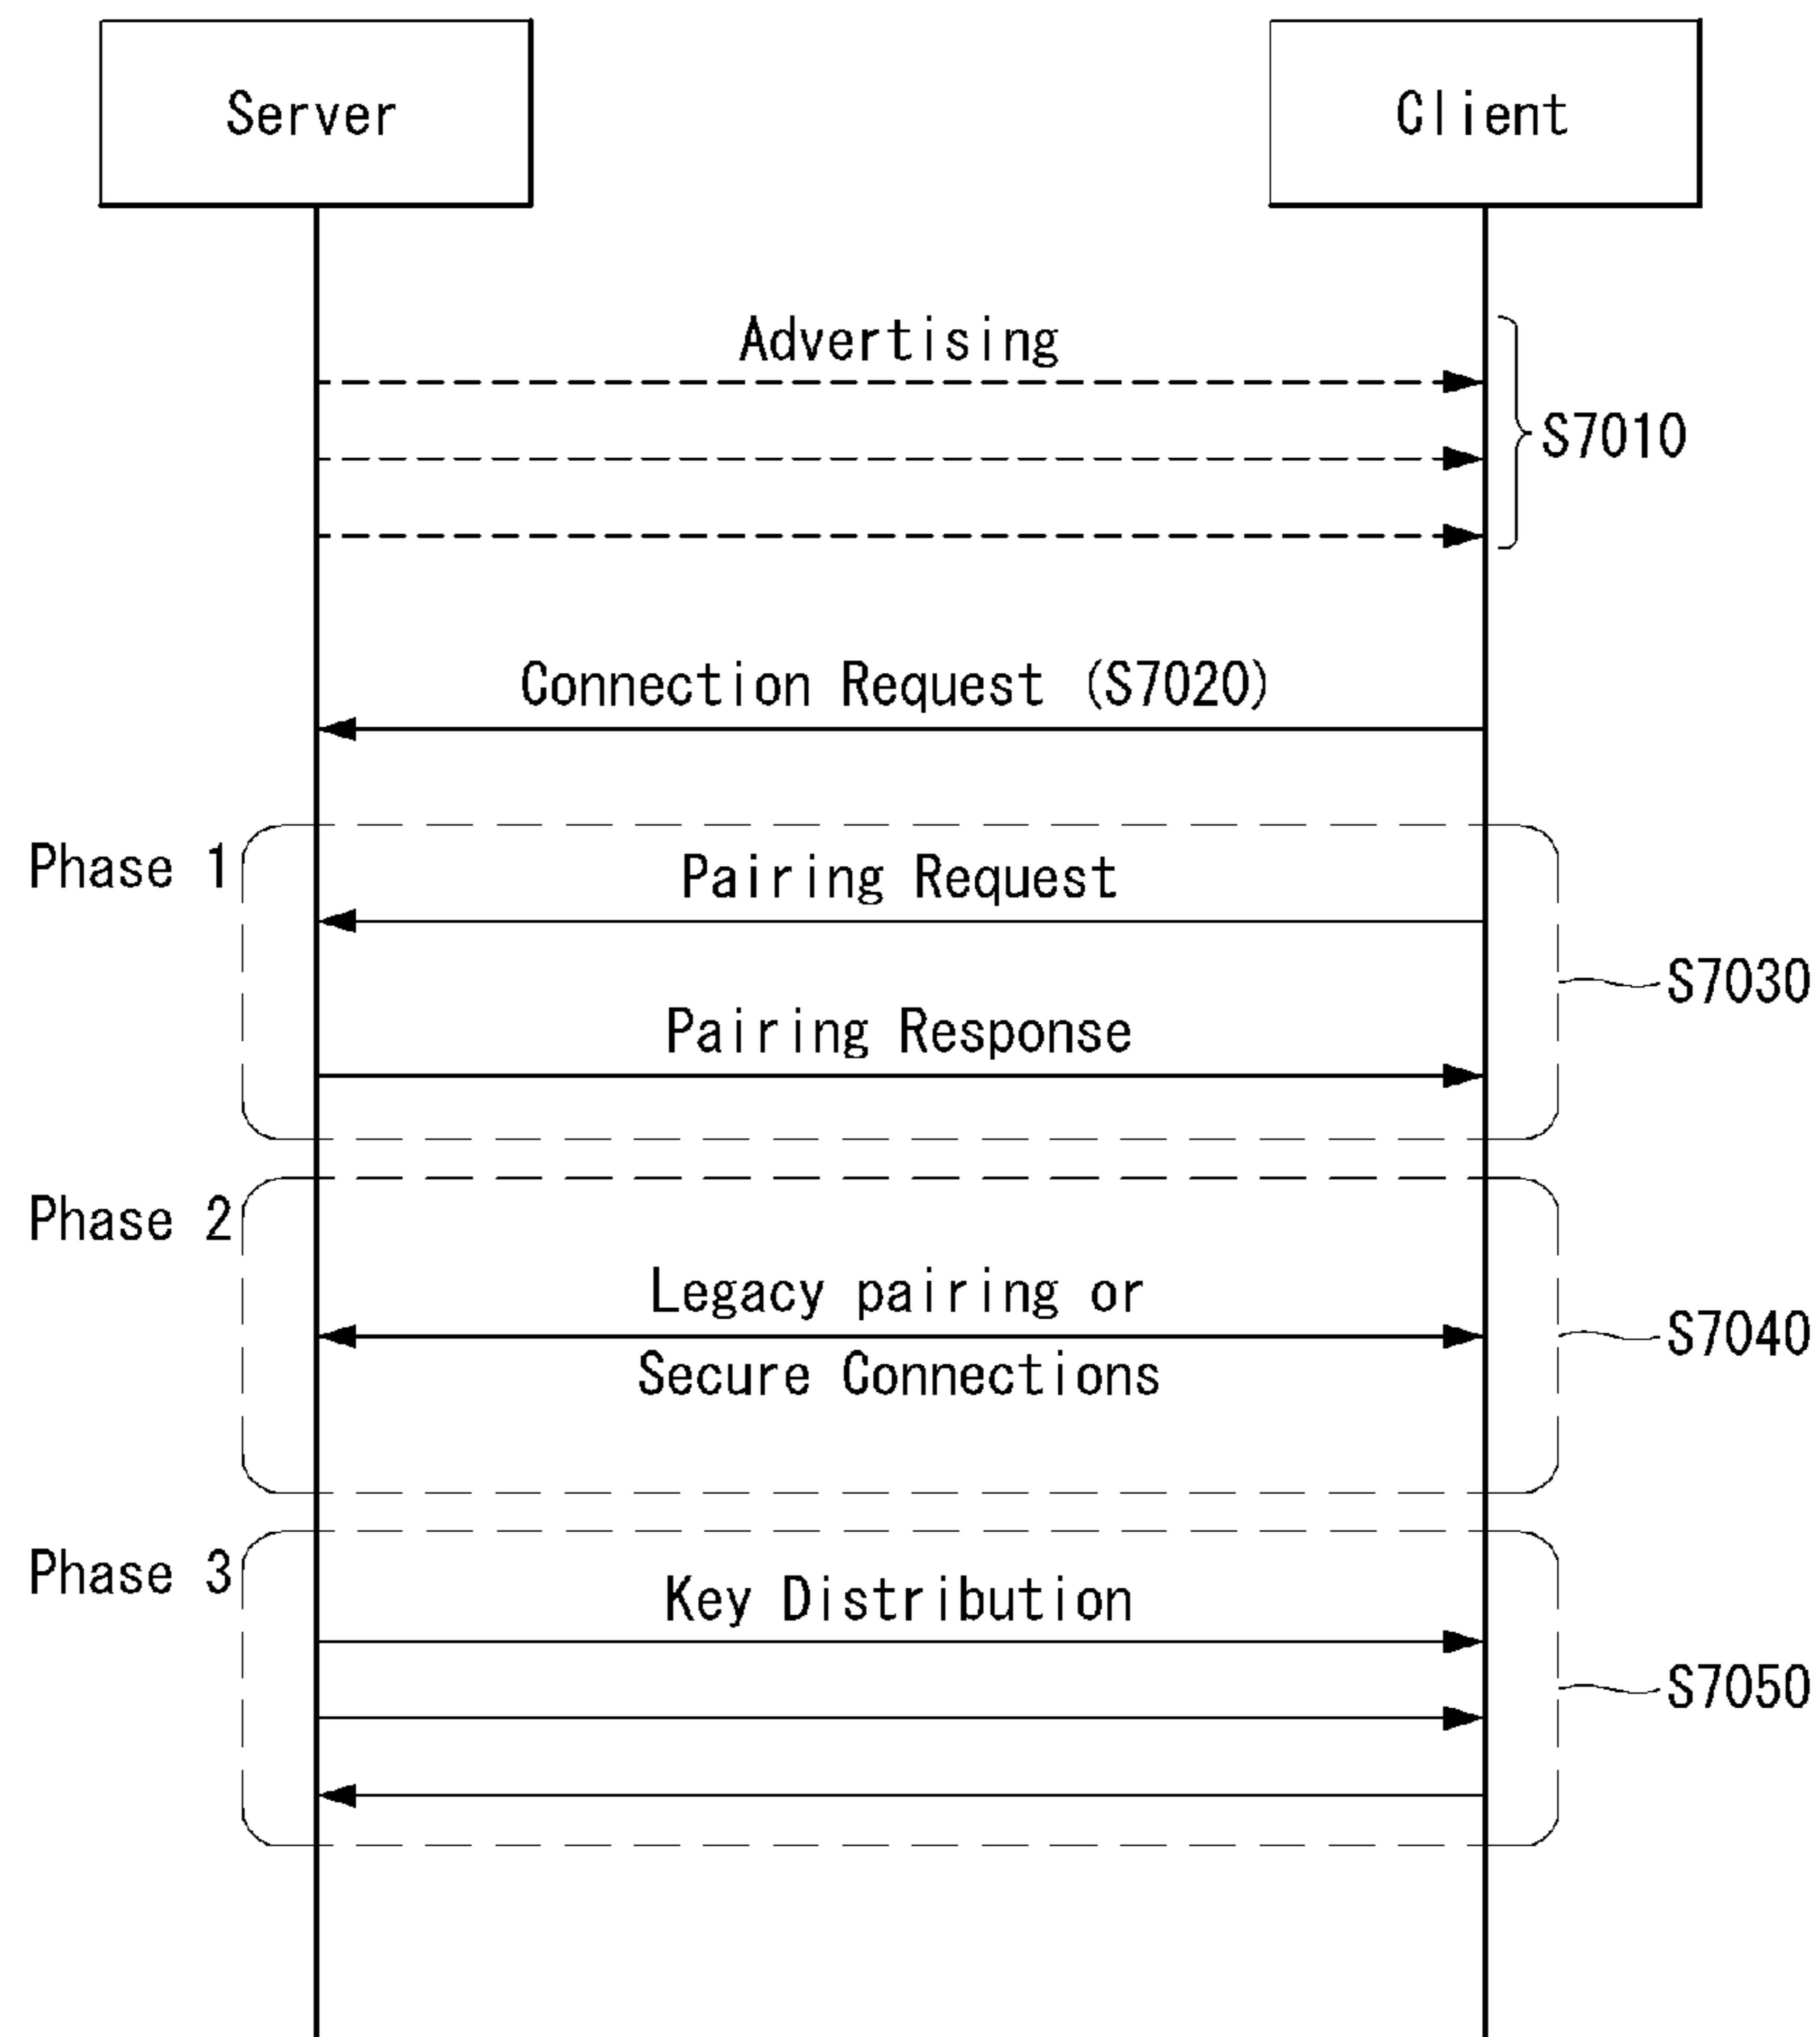 Server
Client
Advertising
S7010
Connection Request (S7020)
Phase 1
Pairing Request
S7030
Pairing Response
Phase 2
Legacy pairing or
S7040
Secure Connections
Phase 3
Key Distribution
S7050